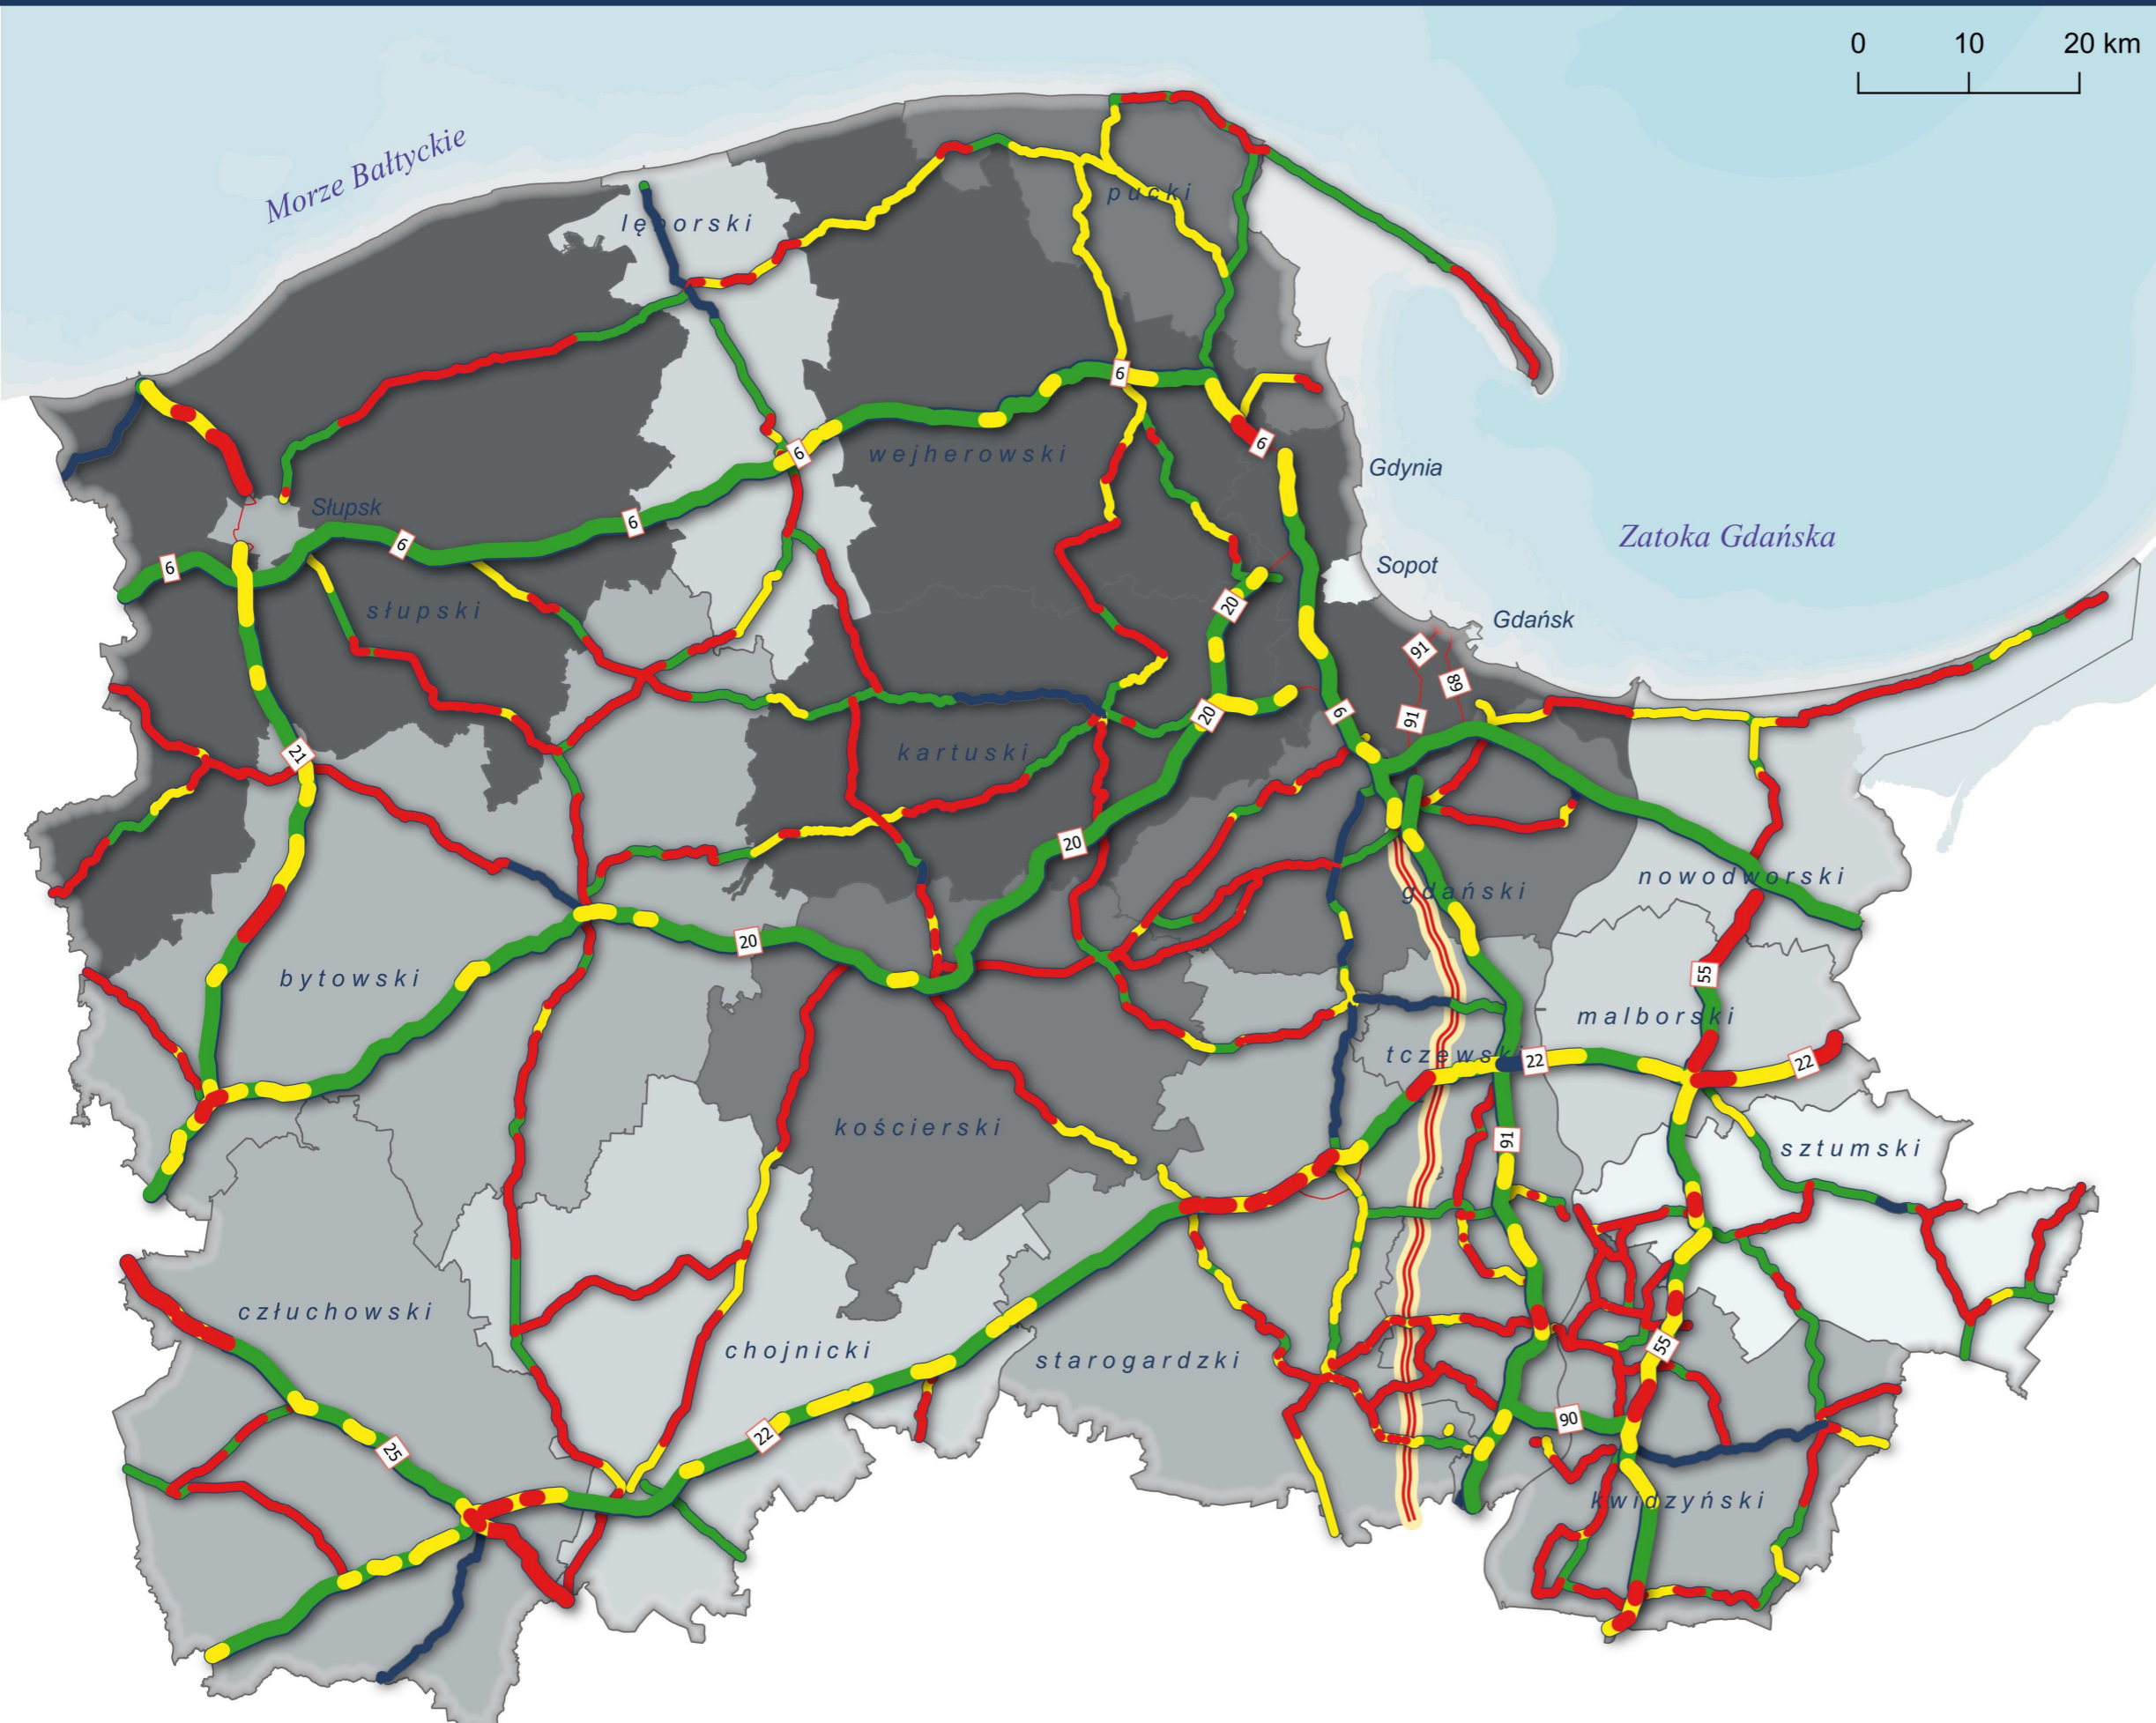 0 10 20 km
Morze Bałtyckie
pucki
lęborski
6
6
6
wejherowski
Gdynia
Słupsk
6
6
Zatoka Gdańska
6
Sopot
słupski
20
Gdańsk
91
89
20
6
91
21
kartuski
20
nowodworski
gdański
20
bytowski
55
malborski
tczewski
22
22
kościerski
91
sztumski
człuchowski
chojnicki
starogardzki
55
90
22
25
kwidzyński